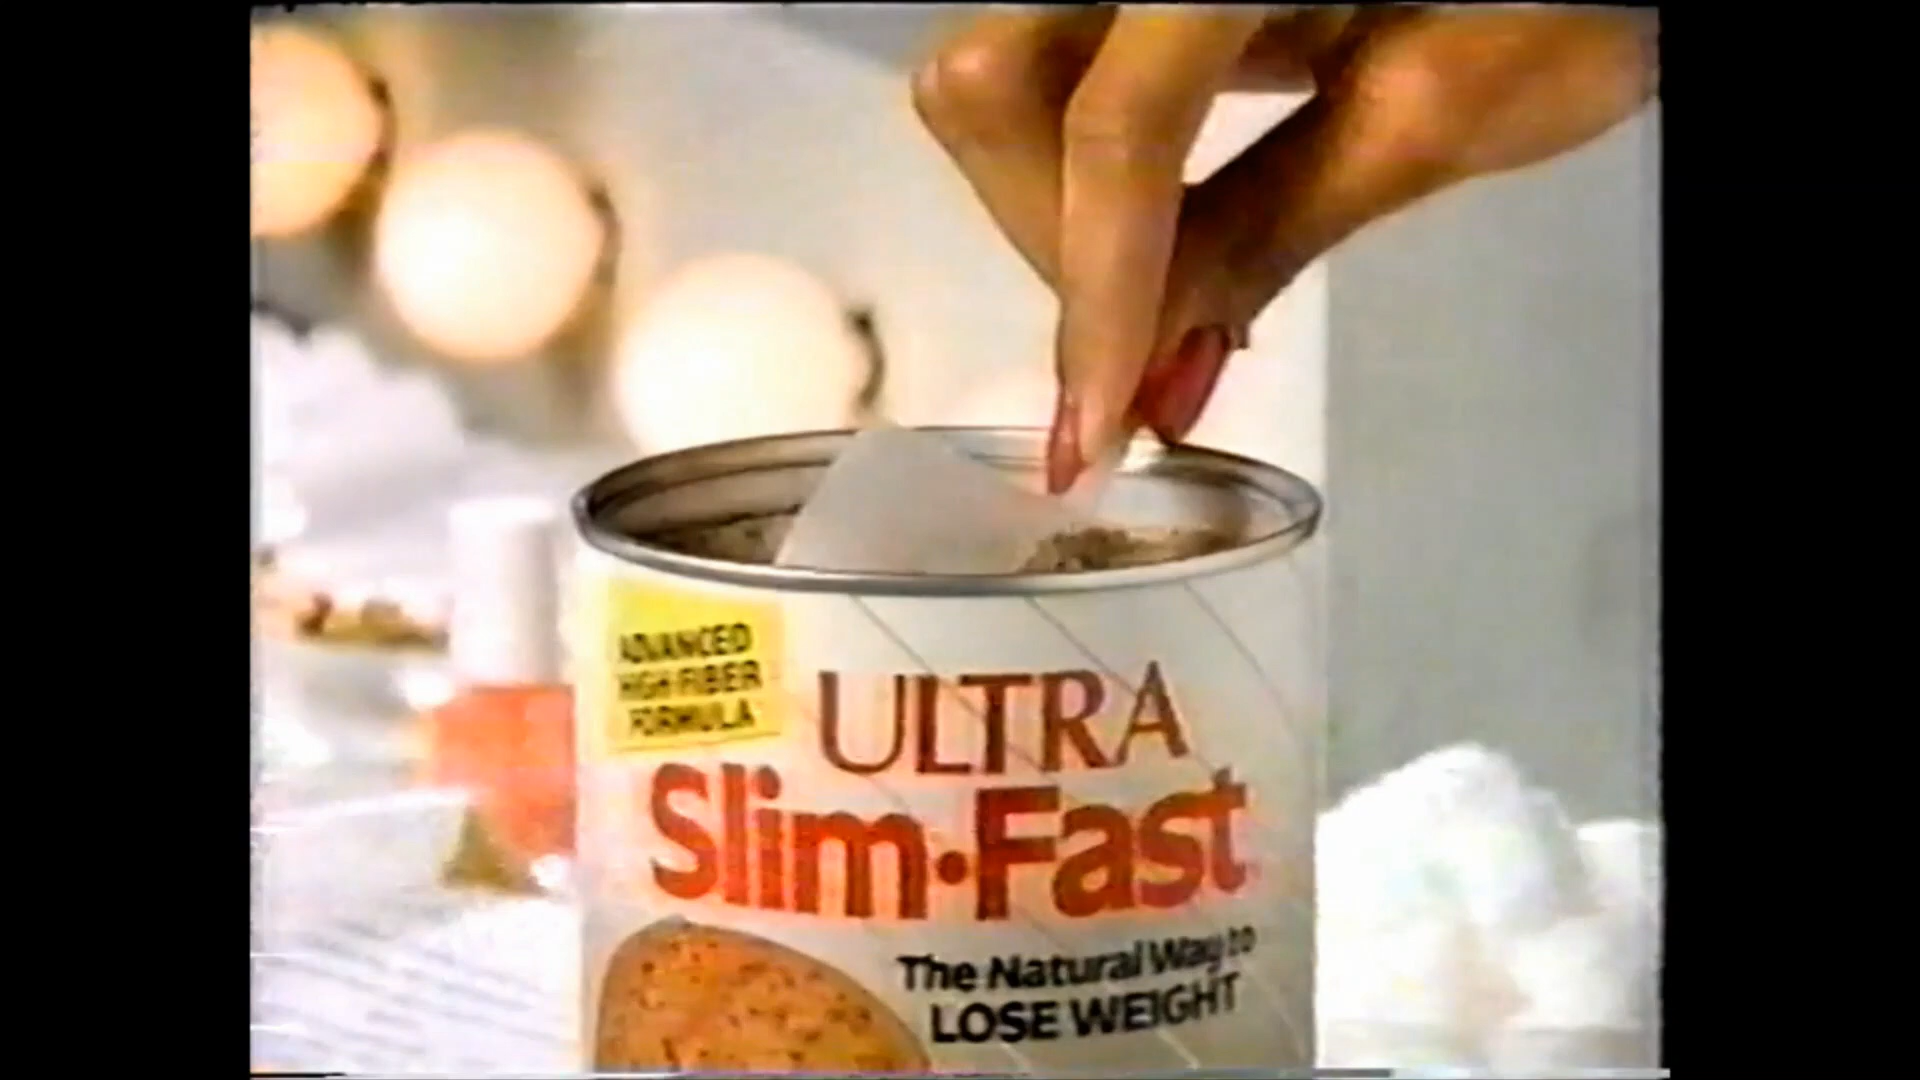 ADVANCED
HIGH FIBER
FORMULA
ULTRA
Slim•Fast
The Natural Way to
LOSE WEIGHT